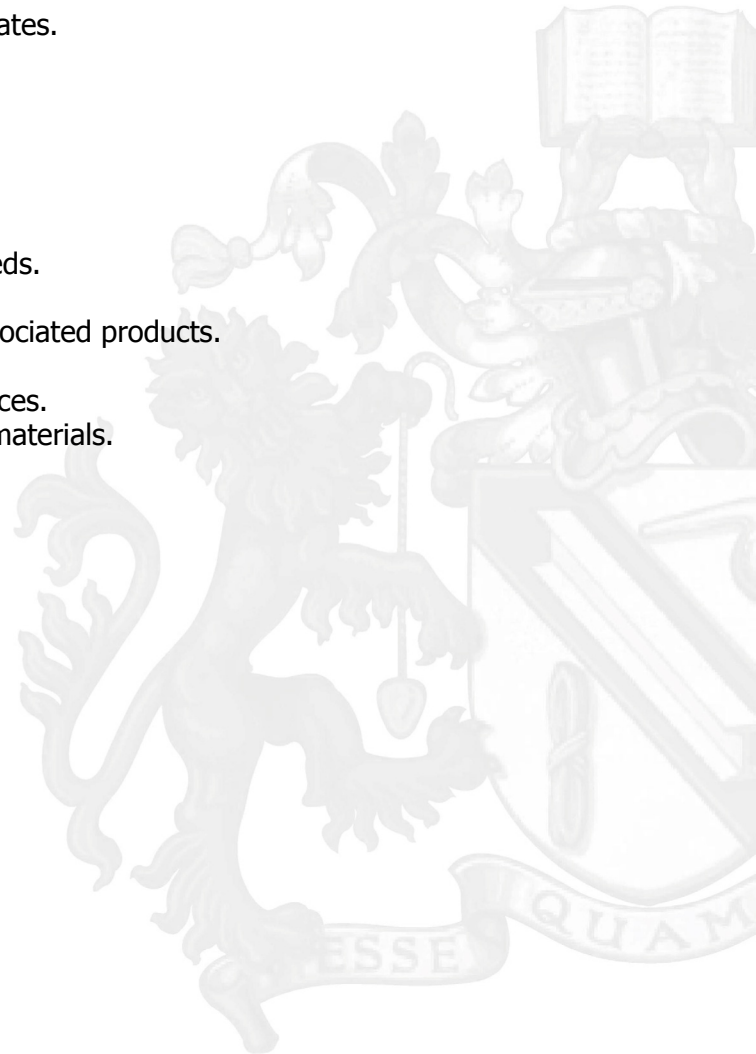 ates.
eds.
ociated products.
ces.
materials.
ESSE
QUAM